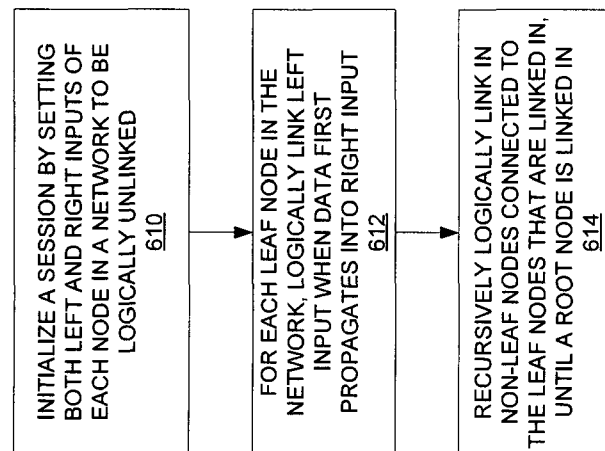 INITIALIZE A SESSION BY SETTING
BOTH LEFT AND RIGHT INPUTS OF
EACH NODE IN A NETWORK TO BE
LOGICALLY UNLINKED
610
FOR EACH LEAF NODE IN THE
NETWORK, LOGICALLY LINK LEFT
INPUT WHEN DATA FIRST
PROPAGATES INTO RIGHT INPUT
612
RECURSIVELY LOGICALLY LINK IN
NON-LEAF NODES CONNECTED TO
THE LEAF NODES THAT ARE LINKED IN,
UNTIL A ROOT NODE IS LINKED IN
614